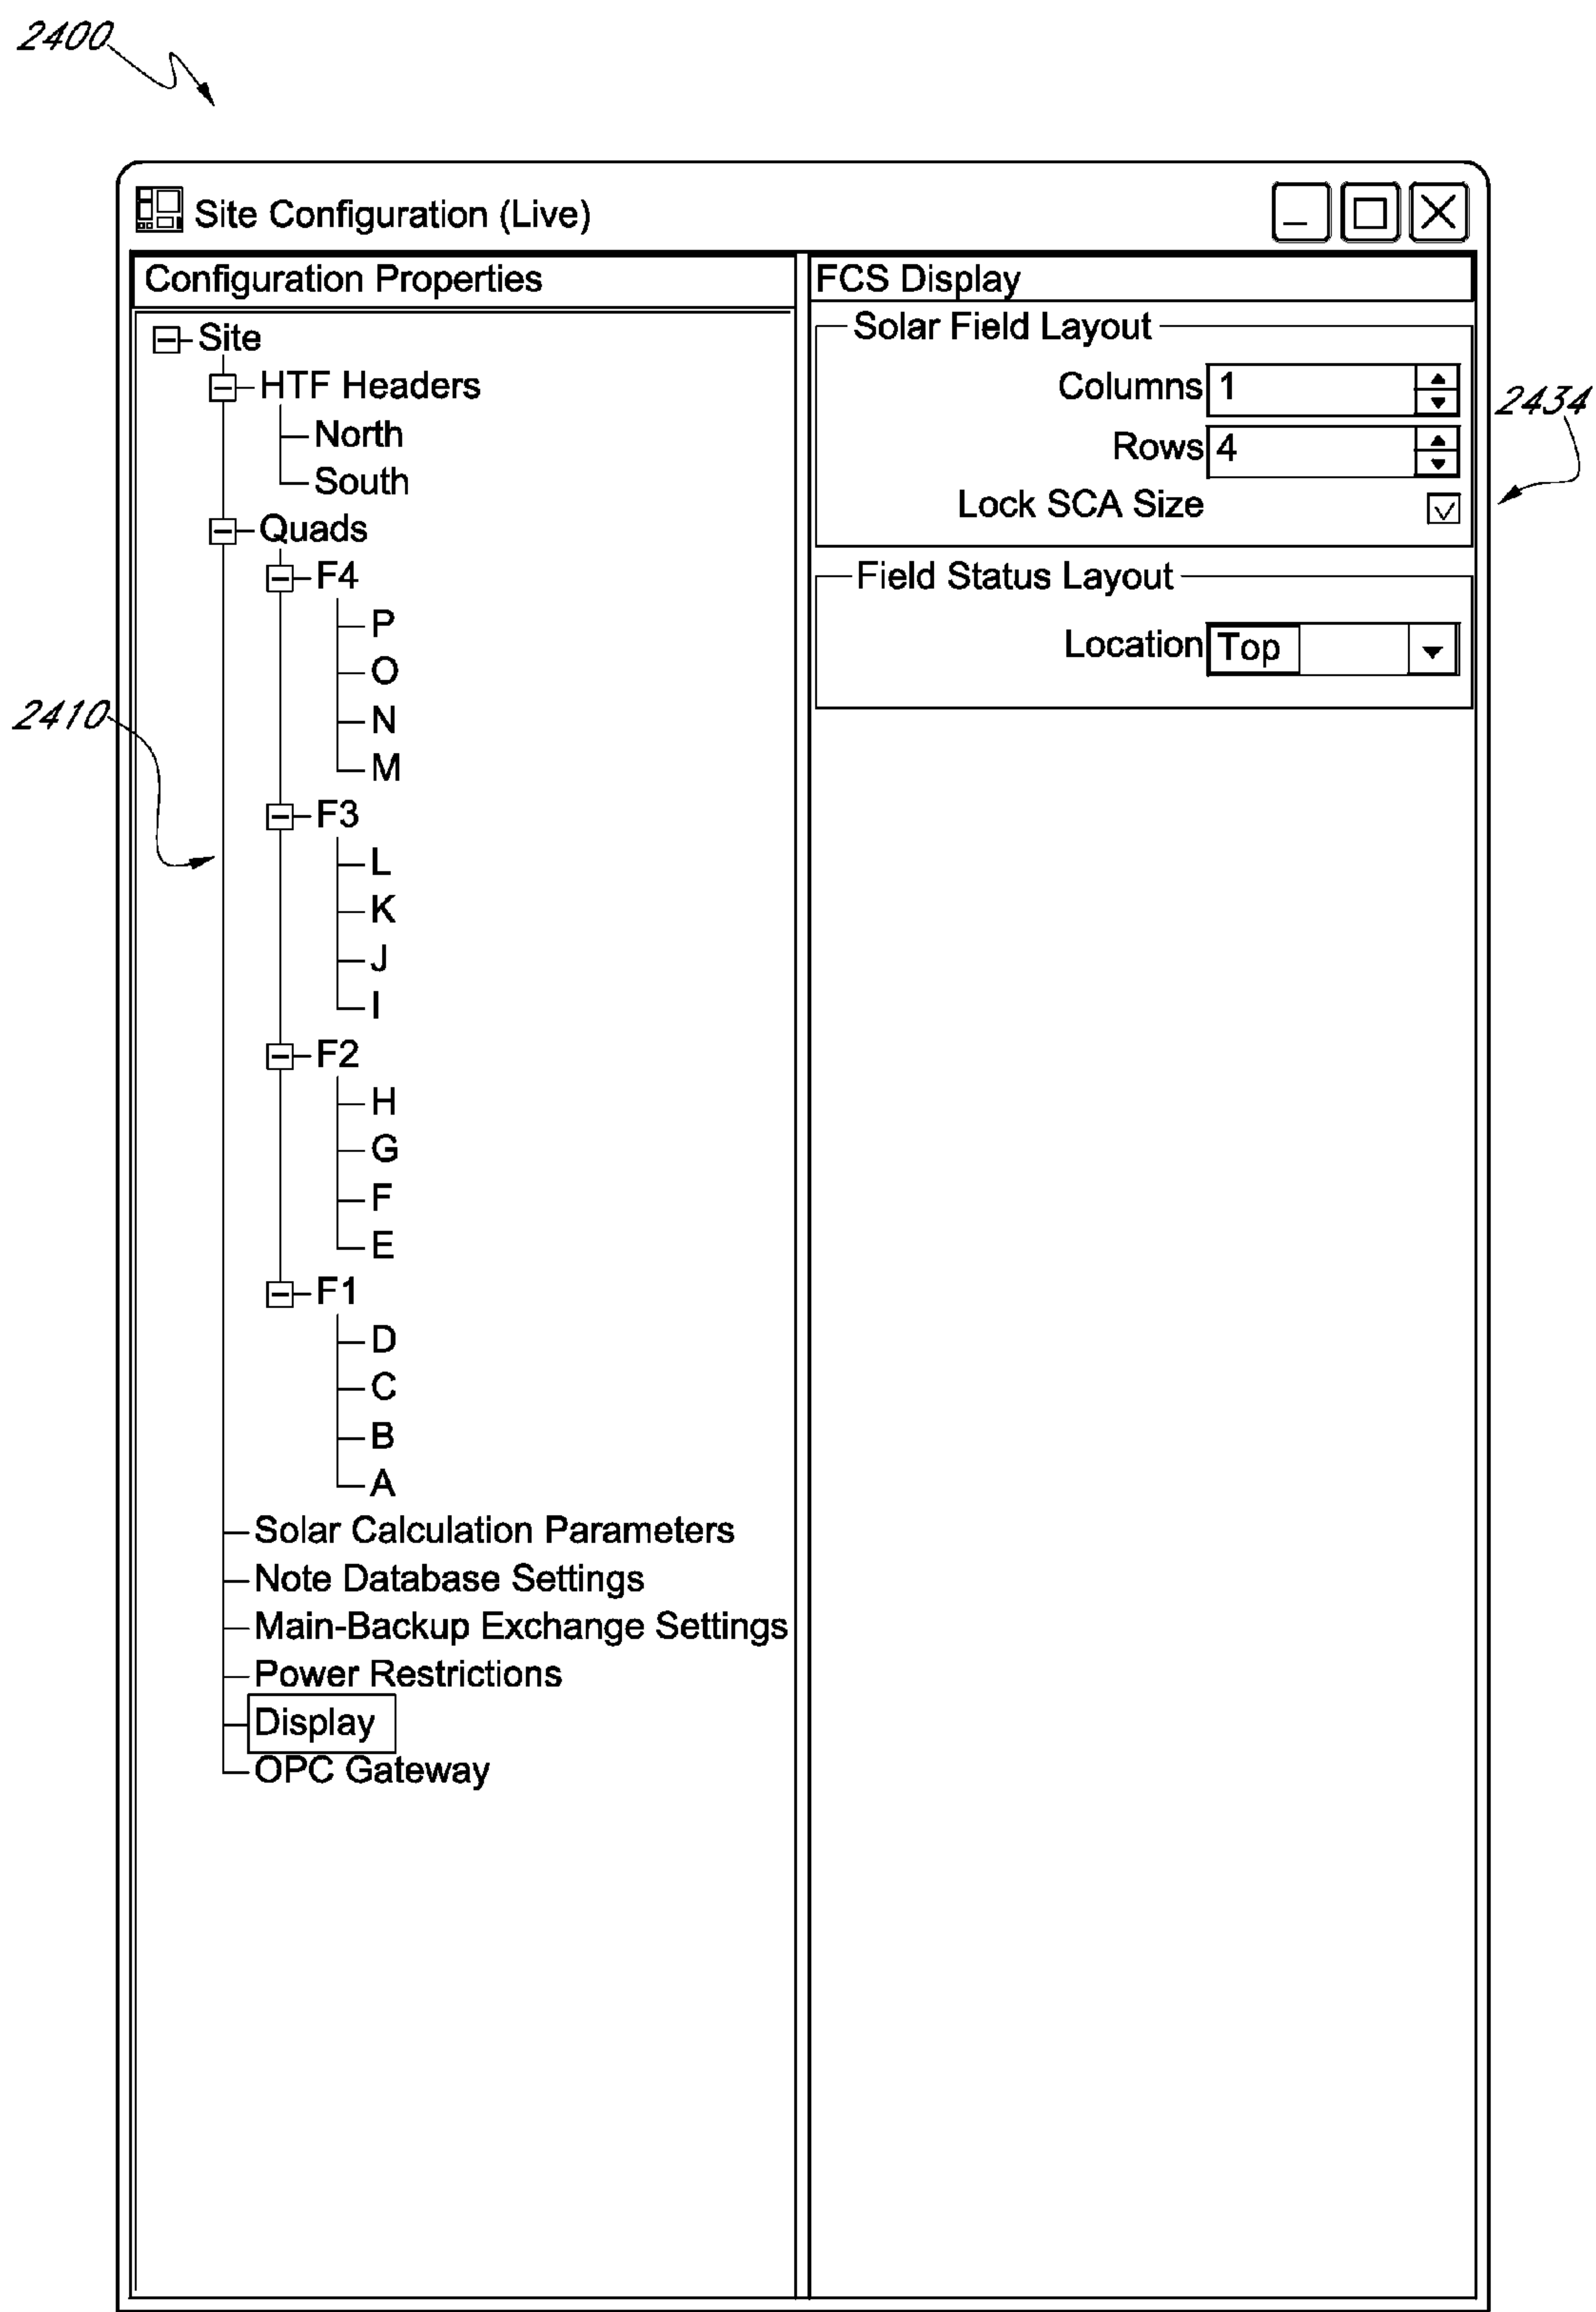 2400
Site Configuration (Live)
Configuration Properties
Site
HTF Headers
North
South
Quads
F4
P
O
N
M
2410
F3
L
K
J
I
F2
H
G
F
E
F1
D
C
B
A
Solar Calculation Parameters
Note Database Settings
Main-Backup Exchange Settings
Power Restrictions
Display
OPC Gateway
FCS Display
Solar Field Layout
Columns 1
Rows 4
Lock SCA Size
2434
Field Status Layout
Location Top